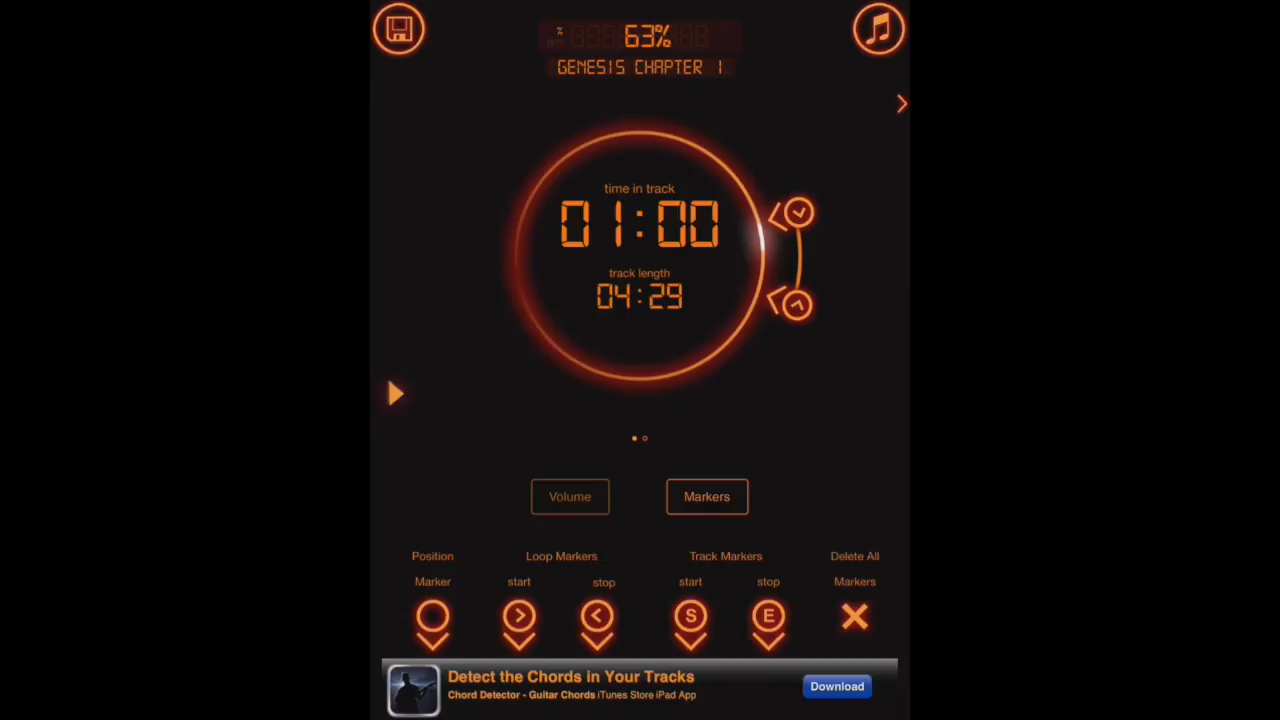 %
63%
GENESIS CHAPTER 1
time in track
01:00
track length
04:29
Volume
Markers
Position
Marker
Loop Markers
start
stop
Track Markers
start
stop
Delete All
Markers
S
E
Detect the Chords in Your Tracks
Chord Detector - Guitar Chords iTunes Store iPad App
Download